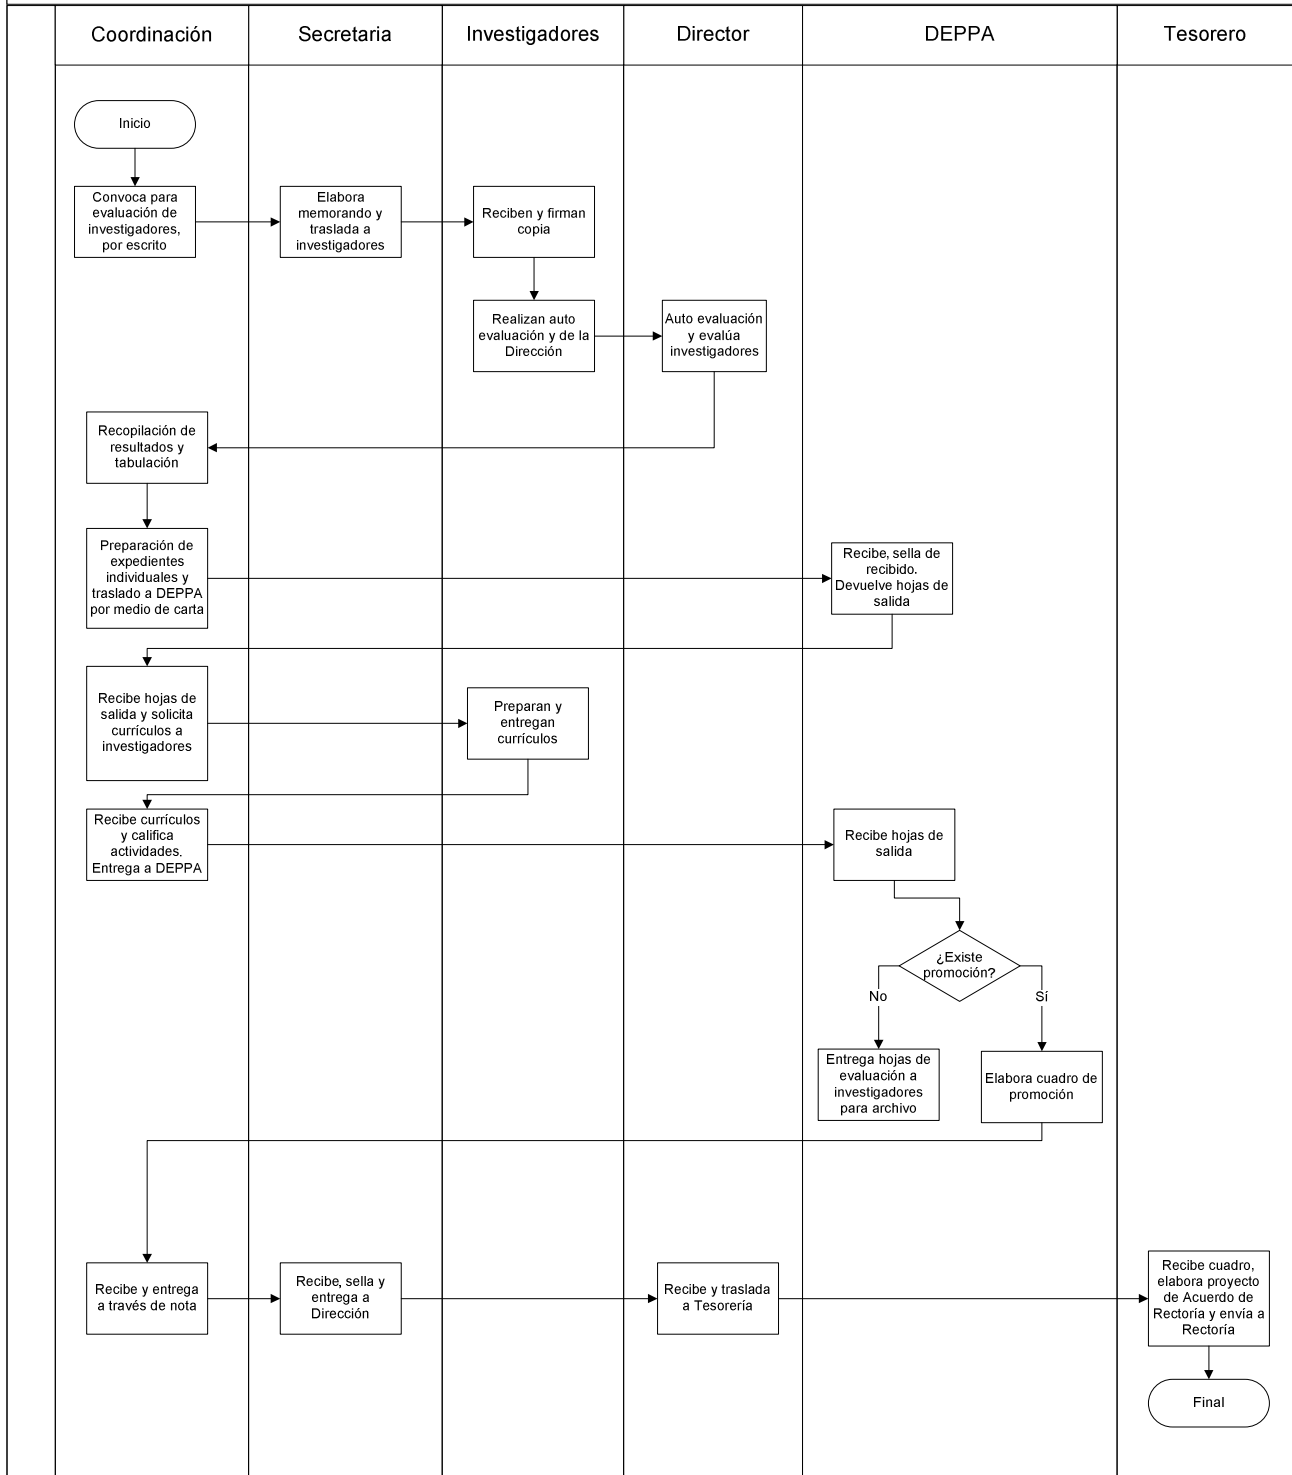 Coordinación
Secretaria
Investigadores
Director
DEPPA
Tesorero
Inicio
Convoca para
evaluación de
investigadores,
por escrito
Elabora
memorando y
traslada a
investigadores
Reciben y firman
copia
Realizan auto
evaluación y de la
Dirección
Auto evaluación
y evalúa
investigadores
Recopilación de
resultados y
tabulación
Preparación de
expedientes
individuales y
traslado a DEPPA
por medio de carta
Recibe, sella de
recibido.
Devuelve hojas de
salida
Recibe hojas de
salida y solicita
currículos a
investigadores
Preparan y
entregan
currículos
Recibe currículos
y califica
actividades.
Entrega a DEPPA
Recibe hojas de
salida
¿Existe
promoción?
No
Sí
Entrega hojas de
evaluación a
investigadores
para archivo
Elabora cuadro de
promoción
Recibe y entrega
a través de nota
Recibe, sella y
entrega a
Dirección
Recibe y traslada
a Tesorería
Recibe cuadro,
elabora proyecto
de Acuerdo de
Rectoría y envía a
Rectoría
Final